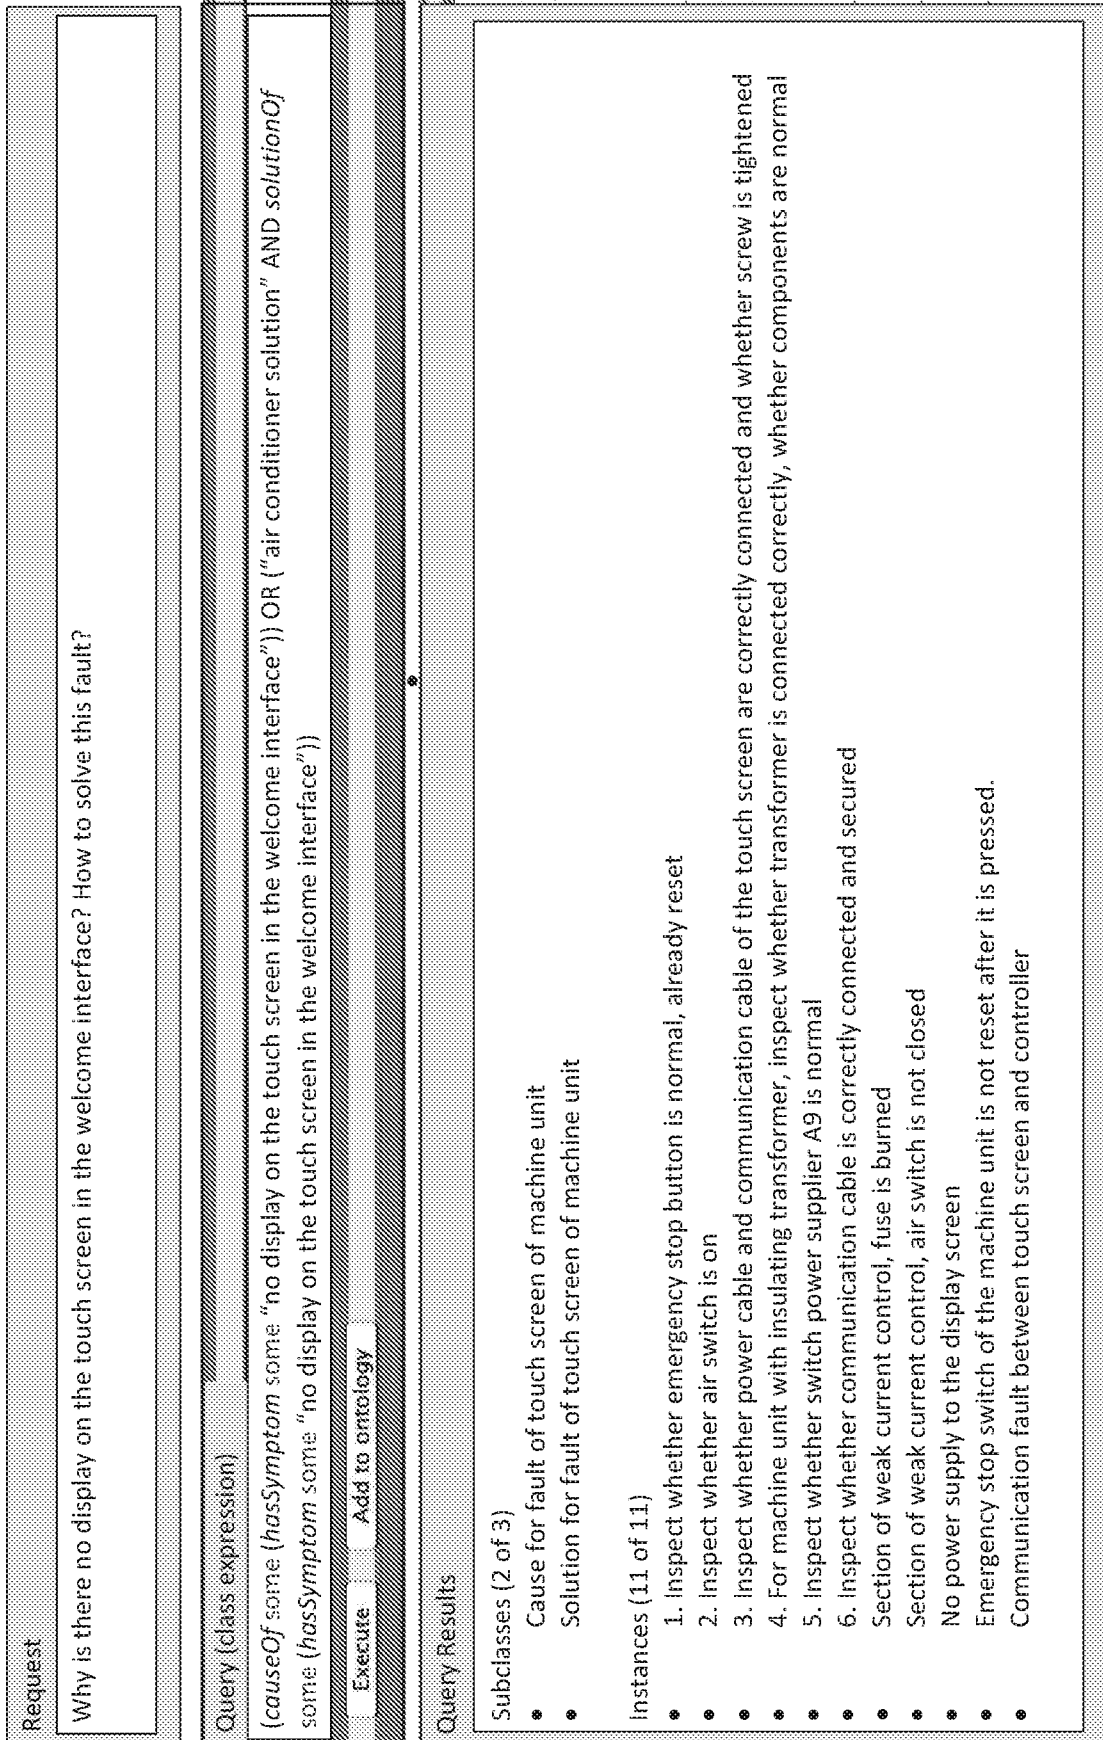 Request
Why is there no display on the touch screen in the welcome interface? How to solve this fault?
Query (class expression)
(causeOf some (hasSymptom some "no display on the touch screen in the welcome interface")) OR ("air conditioner solution" AND solutionOf
some (hasSymptom some "no display on the touch screen in the welcome interface"))
Execute Add to ontology
Query Results
Subclasses (2 of 3)
• Cause for fault of touch screen of machine unit
• Solution for fault of touch screen of machine unit
Instances (11 of 11)
• 1. Inspect whether emergency stop button is normal, already reset
• 2. Inspect whether air switch is on
• 3. Inspect whether power cable and communication cable of the touch screen are correctly connected and whether screw is tightened
• 4. For machine unit with insulating transformer, inspect whether transformer is connected correctly, whether components are normal
• 5. Inspect whether switch power supplier A9 is normal
• 6. Inspect whether communication cable is correctly connected and secured
• Section of weak current control, fuse is burned
• Section of weak current control, air switch is not closed
• No power supply to the display screen
• Emergency stop switch of the machine unit is not reset after it is pressed.
• Communication fault between touch screen and controller